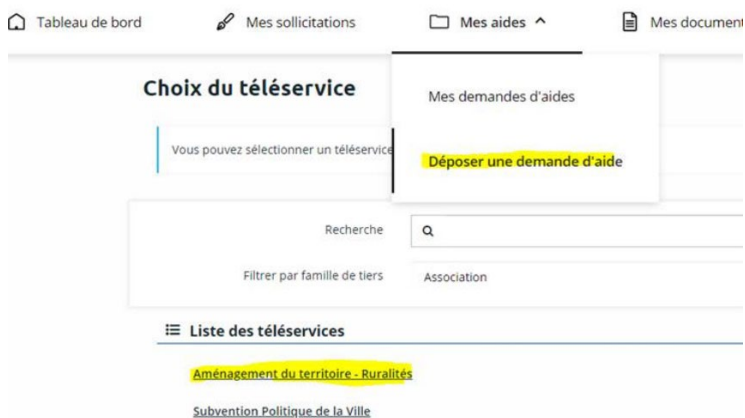 Tableau de bord Mes sollicitations Mes aides Mes document
Choix du téléservice
Mes demandes d'aides
Vous pouvez sélectionner un téléservice
Déposer une demande d'aide
Recherche
Filtrer par famille de tiers Association
Liste des téléservices
Aménagement du territoire - Ruralités
Subvention Politique de la Ville